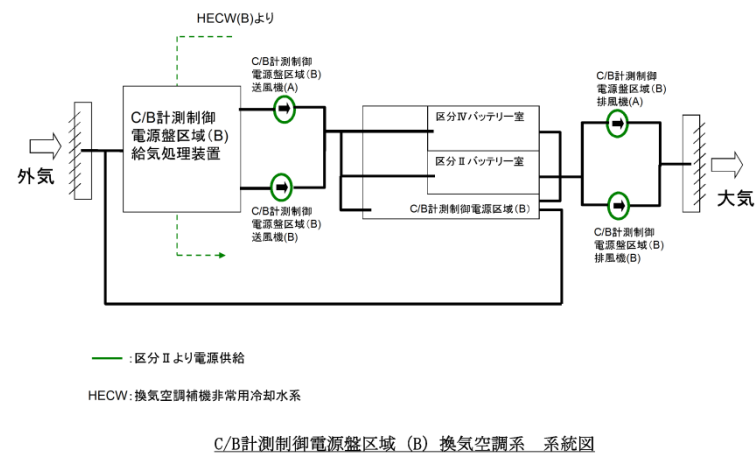 HECW(B)より
C/B計測制御
電源盤区域(B)
送風機(A)
C/B計測制御
電源盤区域(B)
排風機(A)
C/B計測制御
電源盤区域(B)
給気処理装置
区分Ⅳバッテリー室
区分Ⅱバッテリー室
外気
大気
C/B計測制御電源区域(B)
C/B計測制御
電源盤区域(B)
送風機(B)
C/B計測制御
電源盤区域(B)
排風機(B)
:区分Ⅱより電源供給
HECW:換気空調補機非常用冷却水系
C/B計測制御電源盤区域(B)換気空調系 系統図